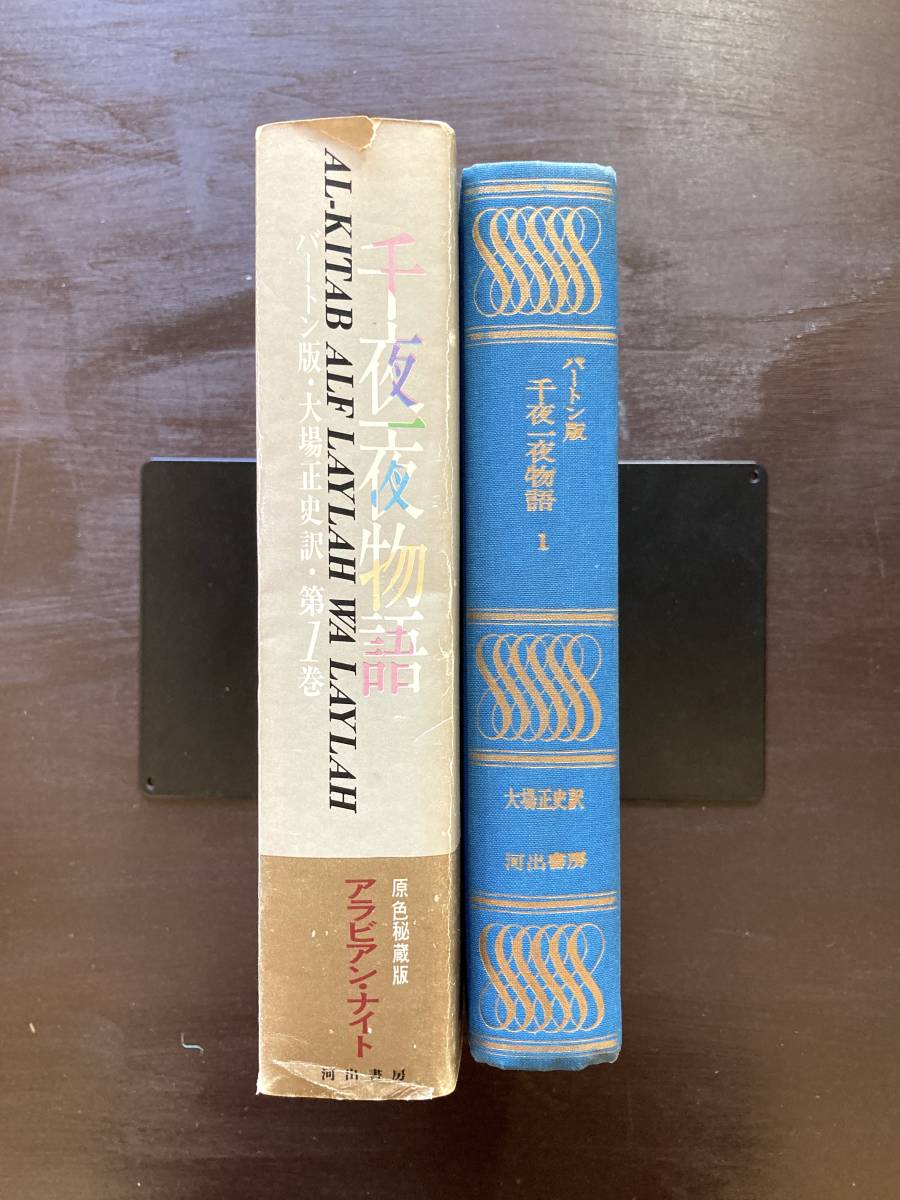 千夜一夜物語
AL-KITAB ALF LAYLAH WA LAYLAH
バートン版・大場正史訳・第1巻
原色秘蔵版
アラビアン・ナイト
河出書房
バートン版
千夜一夜物語 1
大場正史訳
河出書房